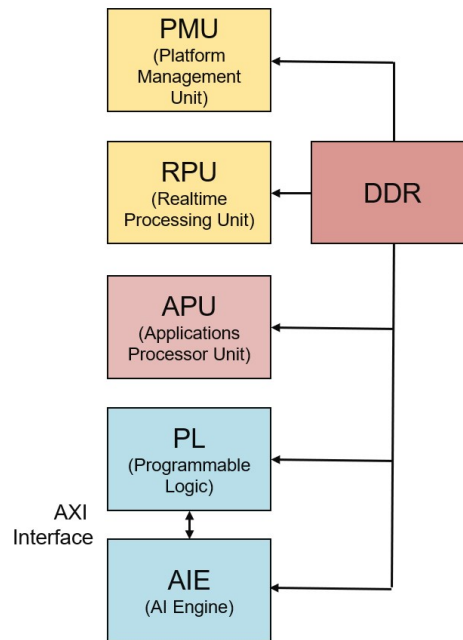 PMU
(Platform
Management
Unit)
RPU
(Realtime
Processing Unit)
DDR
APU
(Applications
Processor Unit)
PL
(Programmable
Logic)
AXI
Interface
AIE
(AI Engine)